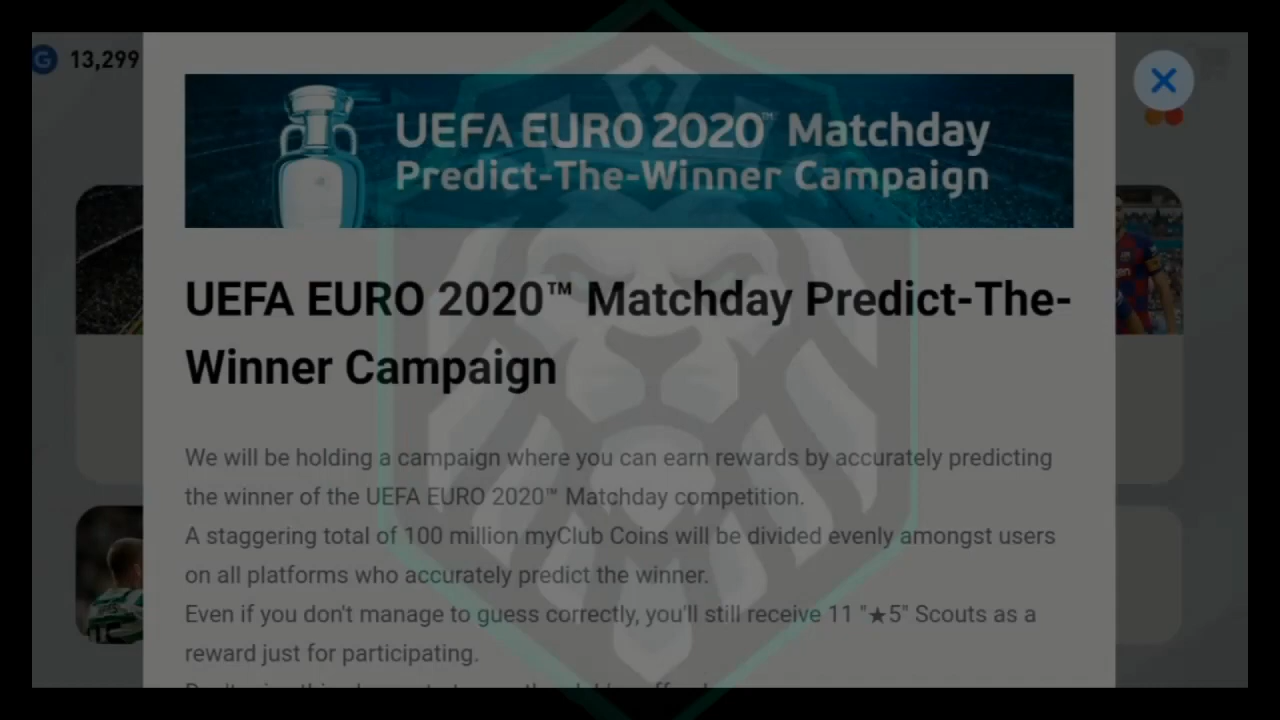 13,299
UEFA EURO 2020™ Matchday
Predict-The-Winner Campaign
UEFA EURO 2020™ Matchday Predict-The-
Winner Campaign
We will be holding a campaign where you can earn rewards by accurately predicting
the winner of the UEFA EURO 2020™ Matchday competition.
A staggering total of 100 million myClub Coins will be divided evenly amongst users
on all platforms who accurately predict the winner.
Even if you don't manage to guess correctly, you'll still receive 11 "★5" Scouts as a
reward just for participating.